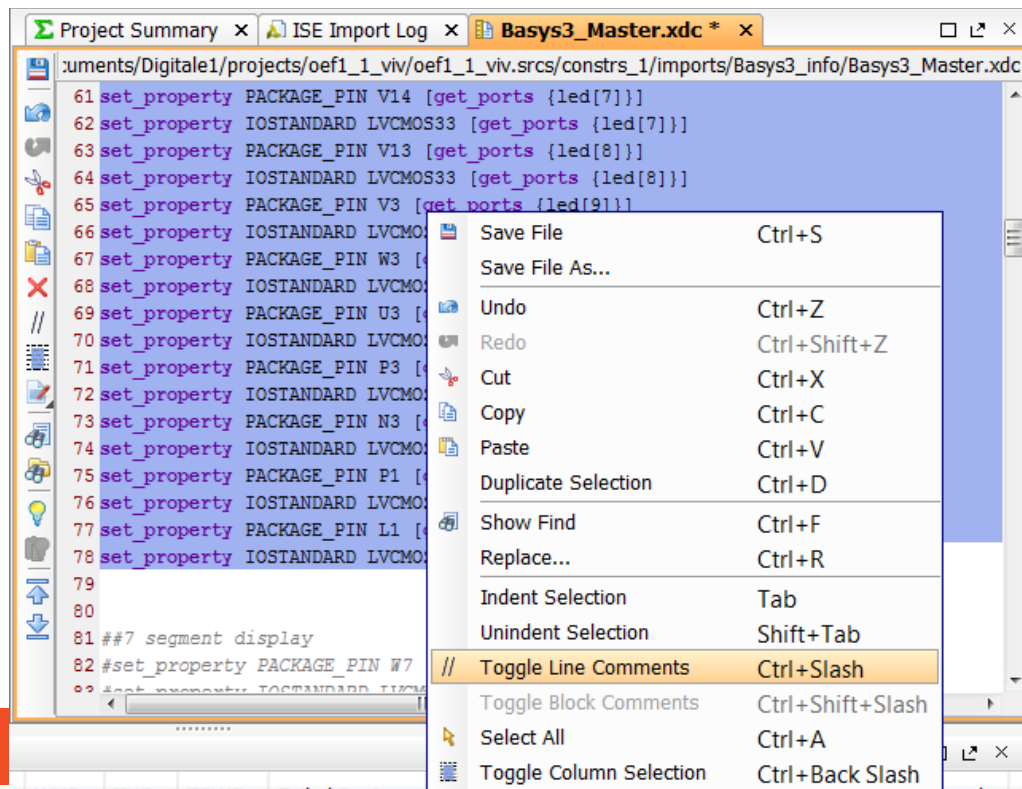 Project Summary ISE Import Log Basys3_Master.xdc *
:uments/Digitale1/projects/oef1_1_viv/oef1_1_viv.srcs/constrs_1/imports/Basys3_info/Basys3_Master.xdc
61 set_property PACKAGE_PIN V14 [get_ports {led[7]}]
62 set_property IOSTANDARD LVCMOS33 [get_ports {led[7]}]
63 set_property PACKAGE_PIN V13 [get_ports {led[8]}]
64 set_property IOSTANDARD LVCMOS33 [get_ports {led[8]}]
65 set_property PACKAGE_PIN V3 [get_ports {led[9]}]
66 set_property IOSTANDARD LVCMO
67 set_property PACKAGE_PIN W3 [
68 set_property IOSTANDARD LVCMO
69 set_property PACKAGE_PIN U3 [
70 set_property IOSTANDARD LVCMO
71 set_property PACKAGE_PIN P3 [
72 set_property IOSTANDARD LVCMO
73 set_property PACKAGE_PIN N3 [
74 set_property IOSTANDARD LVCMO
75 set_property PACKAGE_PIN P1 [
76 set_property IOSTANDARD LVCMO
77 set_property PACKAGE_PIN L1 [
78 set_property IOSTANDARD LVCMO
79
80
81 ##7 segment display
82 #set_property PACKAGE_PIN W7
Save File Ctrl+S
Save File As...
Undo Ctrl+Z
Redo Ctrl+Shift+Z
Cut Ctrl+X
Copy Ctrl+C
Paste Ctrl+V
Duplicate Selection Ctrl+D
Show Find Ctrl+F
Replace... Ctrl+R
Indent Selection Tab
Unindent Selection Shift+Tab
// Toggle Line Comments Ctrl+Slash
Toggle Block Comments Ctrl+Shift+Slash
Select All Ctrl+A
Toggle Column Selection Ctrl+Back Slash